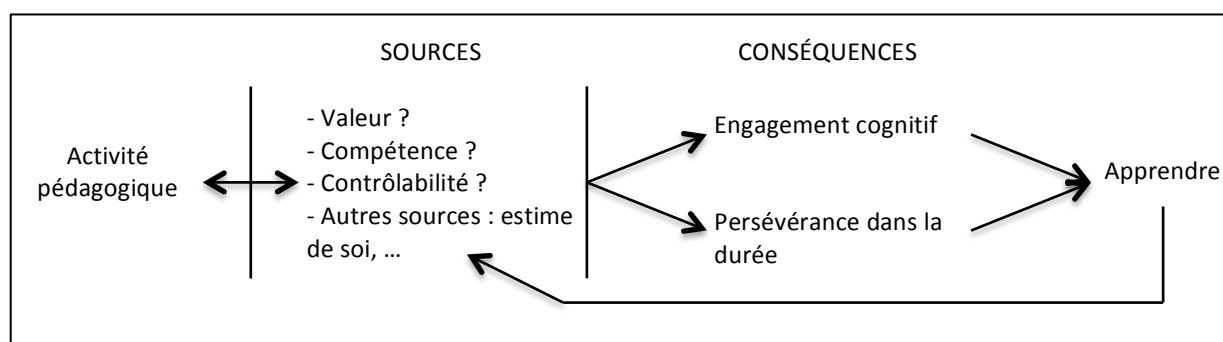 SOURCES
CONSÉQUENCES
Activité
pédagogique
- Valeur ?
- Compétence ?
- Contrôlabilité ?
- Autres sources : estime
de soi, …
Engagement cognitif
Persévérance dans la
durée
Apprendre